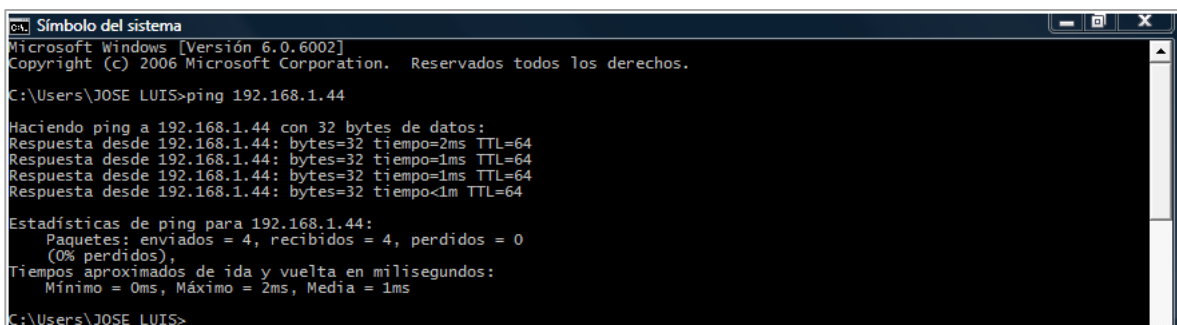 Símbolo del sistema
Microsoft Windows [Versión 6.0.6002]
Copyright (c) 2006 Microsoft Corporation.  Reservados todos los derechos.
C:\Users\JOSE LUIS>ping 192.168.1.44
Haciendo ping a 192.168.1.44 con 32 bytes de datos:
Respuesta desde 192.168.1.44: bytes=32 tiempo=2ms TTL=64
Respuesta desde 192.168.1.44: bytes=32 tiempo=1ms TTL=64
Respuesta desde 192.168.1.44: bytes=32 tiempo=1ms TTL=64
Respuesta desde 192.168.1.44: bytes=32 tiempo<1m TTL=64
Estadísticas de ping para 192.168.1.44:
    Paquetes: enviados = 4, recibidos = 4, perdidos = 0
    (0% perdidos),
Tiempos aproximados de ida y vuelta en milisegundos:
    Mínimo = 0ms, Máximo = 2ms, Media = 1ms
C:\Users\JOSE LUIS>